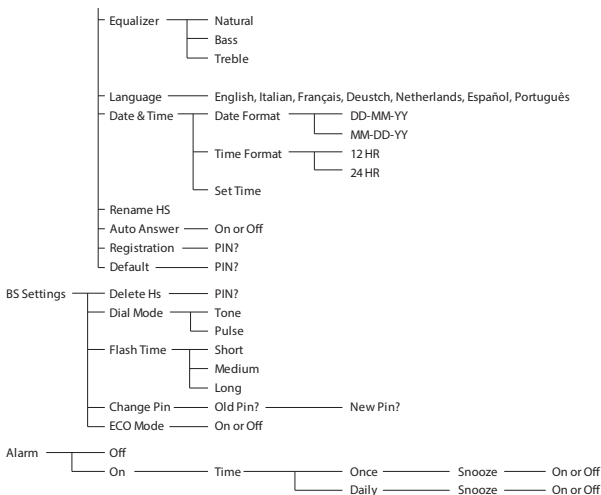 Equalizer Natural
Bass
Treble
Language English, Italian, Français, Deustch, Netherlands, Español, Português
Date & Time Date Format DD-MM-YY
MM-DD-YY
Time Format 12 HR
24 HR
Set Time
Rename HS
Auto Answer On or Off
Registration PIN?
Default PIN?
BS Settings Delete Hs PIN?
Dial Mode Tone
Pulse
Flash Time Short
Medium
Long
Change Pin Old Pin? New Pin?
ECO Mode On or Off
Alarm Off
On Time Once Snooze On or Off
Daily Snooze On or Off